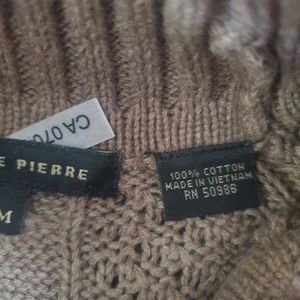 CA 070
E PIERRE
M
100% COTTON
MADE IN VIETNAM
RN 50986